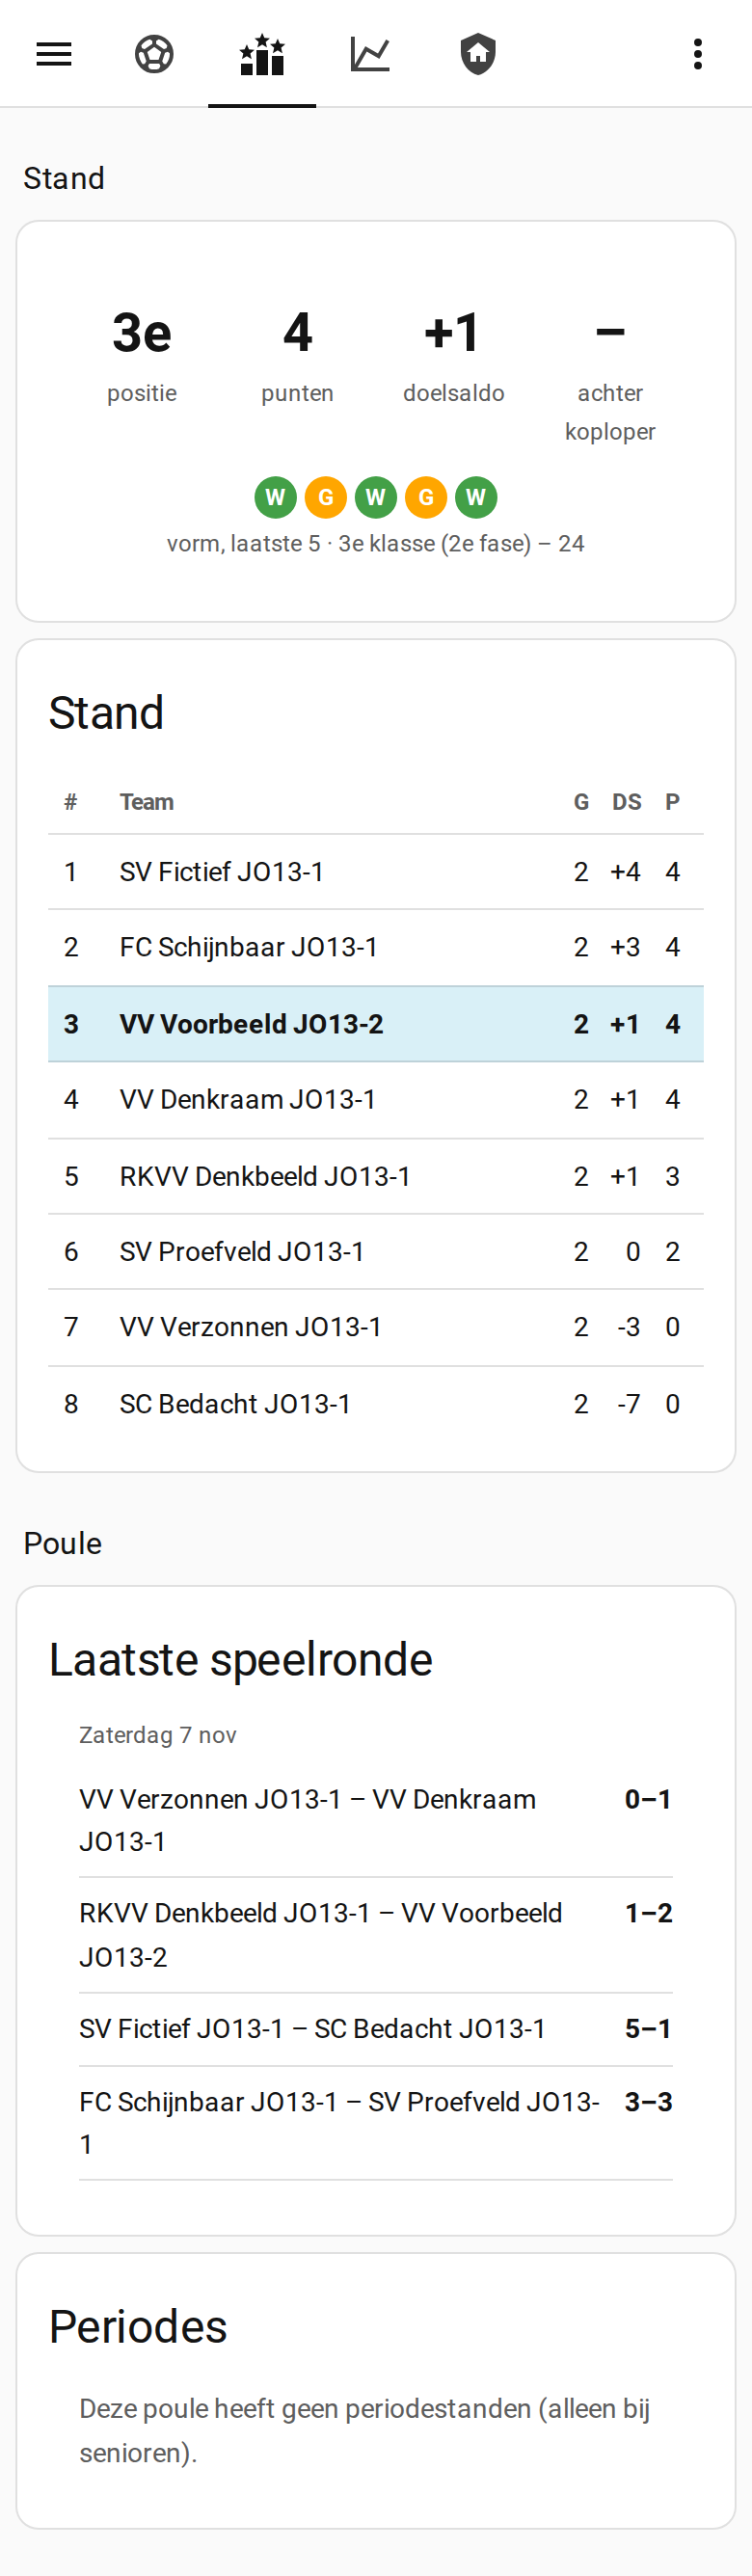 Stand
3e 4 +1 –
positie punten doelsaldo achter koploper
W G W G W
vorm, laatste 5 · 3e klasse (2e fase) – 24
Stand
# Team G DS P
1 SV Fictief JO13-1 2 +4 4
2 FC Schijnbaar JO13-1 2 +3 4
3 VV Voorbeeld JO13-2 2 +1 4
4 VV Denkraam JO13-1 2 +1 4
5 RKVV Denkbeeld JO13-1 2 +1 3
6 SV Proefveld JO13-1 2 0 2
7 VV Verzonnen JO13-1 2 -3 0
8 SC Bedacht JO13-1 2 -7 0
Poule
Laatste speelronde
Zaterdag 7 nov
VV Verzonnen JO13-1 – VV Denkraam 0–1
JO13-1
RKVV Denkbeeld JO13-1 – VV Voorbeeld 1–2
JO13-2
SV Fictief JO13-1 – SC Bedacht JO13-1 5–1
FC Schijnbaar JO13-1 – SV Proefveld JO13- 3–3
1
Periodes
Deze poule heeft geen periodestanden (alleen bij
senioren).